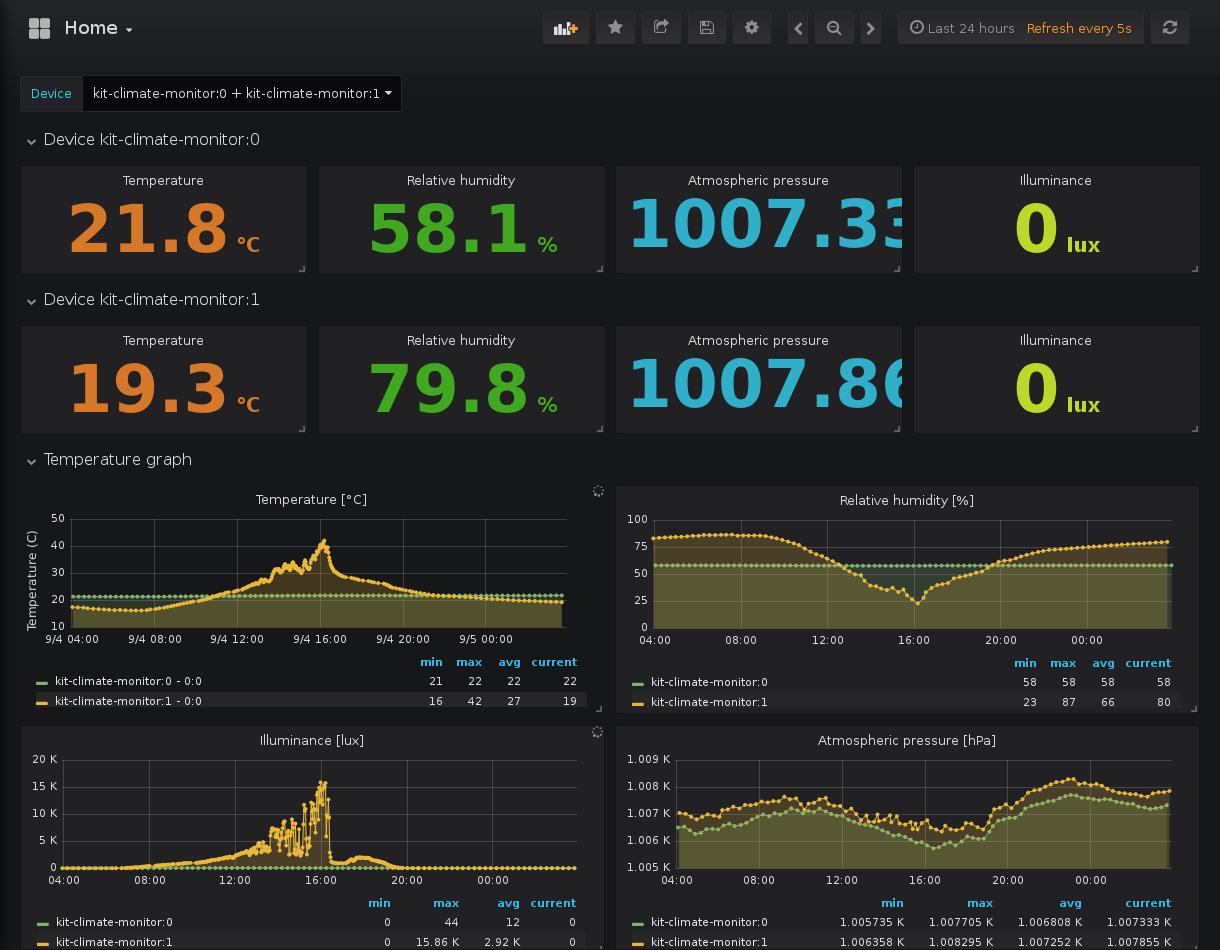 Home
Last 24 hours Refresh every 5s
Device kit-climate-monitor:0 + kit-climate-monitor:1
Device kit-climate-monitor:0
Temperature Relative humidity Atmospheric pressure Illuminance
21.8 °C 58.1 % 1007.33 0 lux
Device kit-climate-monitor:1
Temperature Relative humidity Atmospheric pressure Illuminance
19.3 °C 79.8 % 1007.86 0 lux
Temperature graph
Temperature [°C]
Temperature (C)
50
40
30
20
10
9/4 04:00 9/4 08:00 9/4 12:00 9/4 16:00 9/4 20:00 9/5 00:00
min max avg current
kit-climate-monitor:0 - 0:0 21 22 22 22
kit-climate-monitor:1 - 0:0 16 42 27 19
Relative humidity [%]
100
75
50
25
0
04:00 08:00 12:00 16:00 20:00 00:00
min max avg current
kit-climate-monitor:0 58 58 58 58
kit-climate-monitor:1 23 87 66 80
Illuminance [lux]
20 K
15 K
10 K
5 K
0
04:00 08:00 12:00 16:00 20:00 00:00
min max avg current
kit-climate-monitor:0 0 44 12 0
kit-climate-monitor:1 0 15.86 K 2.92 K 0
Atmospheric pressure [hPa]
1.009 K
1.008 K
1.007 K
1.006 K
1.005 K
04:00 08:00 12:00 16:00 20:00 00:00
min max avg current
kit-climate-monitor:0 1.005735 K 1.007705 K 1.006808 K 1.007333 K
kit-climate-monitor:1 1.006358 K 1.008295 K 1.007252 K 1.007855 K